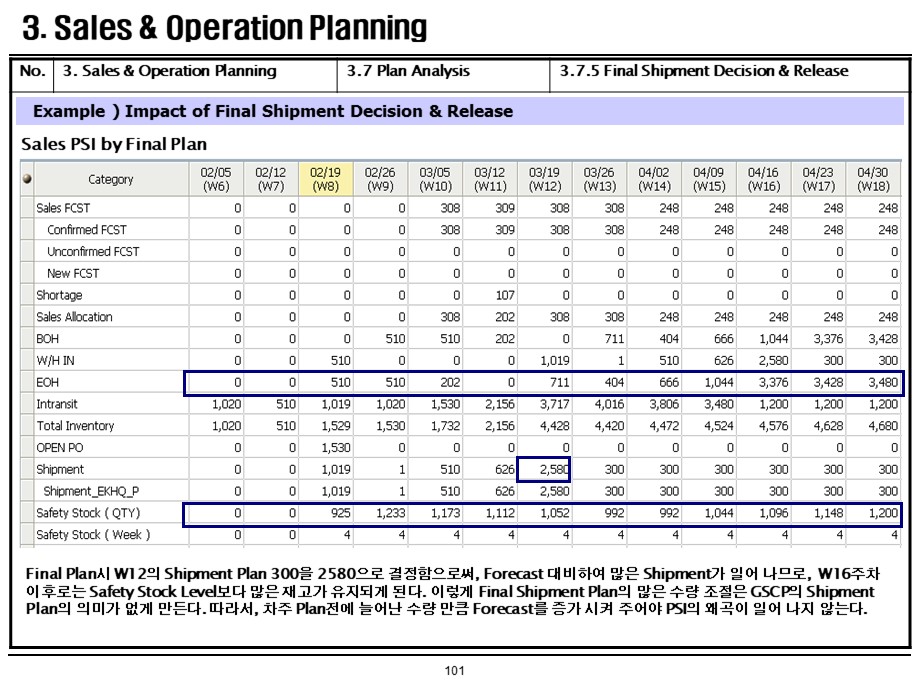 3. Sales & Operation Planning
No. 3. Sales & Operation Planning 3.7 Plan Analysis 3.7.5 Final Shipment Decision & Release
Example ) Impact of Final Shipment Decision & Release
Sales PSI by Final Plan
Category 02/05 (W6) 02/12 (W7) 02/19 (W8) 02/26 (W9) 03/05 (W10) 03/12 (W11) 03/19 (W12) 03/26 (W13) 04/02 (W14) 04/09 (W15) 04/16 (W16) 04/23 (W17) 04/30 (W18)
Sales FCST 0 0 0 0 308 309 308 308 248 248 248 248 248
Confirmed FCST 0 0 0 0 308 309 308 308 248 248 248 248 248
Unconfirmed FCST 0 0 0 0 0 0 0 0 0 0 0 0 0
New FCST 0 0 0 0 0 0 0 0 0 0 0 0 0
Shortage 0 0 0 0 0 107 0 0 0 0 0 0 0
Sales Allocation 0 0 0 0 308 202 308 308 248 248 248 248 248
BOH 0 0 0 510 510 202 0 711 404 666 1,044 3,376 3,428
W/H IN 0 0 510 0 0 0 1,019 1 510 626 2,580 300 300
EOH 0 0 510 510 202 0 711 404 666 1,044 3,376 3,428 3,480
Intransit 1,020 510 1,019 1,020 1,530 2,156 3,717 4,016 3,806 3,480 1,200 1,200 1,200
Total Inventory 1,020 510 1,529 1,530 1,732 2,156 4,428 4,420 4,472 4,524 4,576 4,628 4,680
OPEN PO 0 0 1,530 0 0 0 0 0 0 0 0 0 0
Shipment 0 0 1,019 1 510 626 2,580 300 300 300 300 300 300
Shipment_EKHQ_P 0 0 1,019 1 510 626 2,580 300 300 300 300 300 300
Safety Stock ( QTY) 0 0 925 1,233 1,173 1,112 1,052 992 992 1,044 1,096 1,148 1,200
Safety Stock ( Week ) 0 0 4 4 4 4 4 4 4 4 4 4 4
Final Plan시 W12의 Shipment Plan 300을 2580으로 결정함으로써, Forecast 대비하여 많은 Shipment가 일어 나므로, W16주차
이후로는 Safety Stock Level보다 많은 재고가 유지되게 된다. 이렇게 Final Shipment Plan의 많은 수량 조절은 GSCP의 Shipment
Plan의 의미가 없게 만든다. 따라서, 차주 Plan전에 늘어난 수량 만큼 Forecast를 증가 시켜 주어야 PSI의 왜곡이 일어 나지 않는다.
101